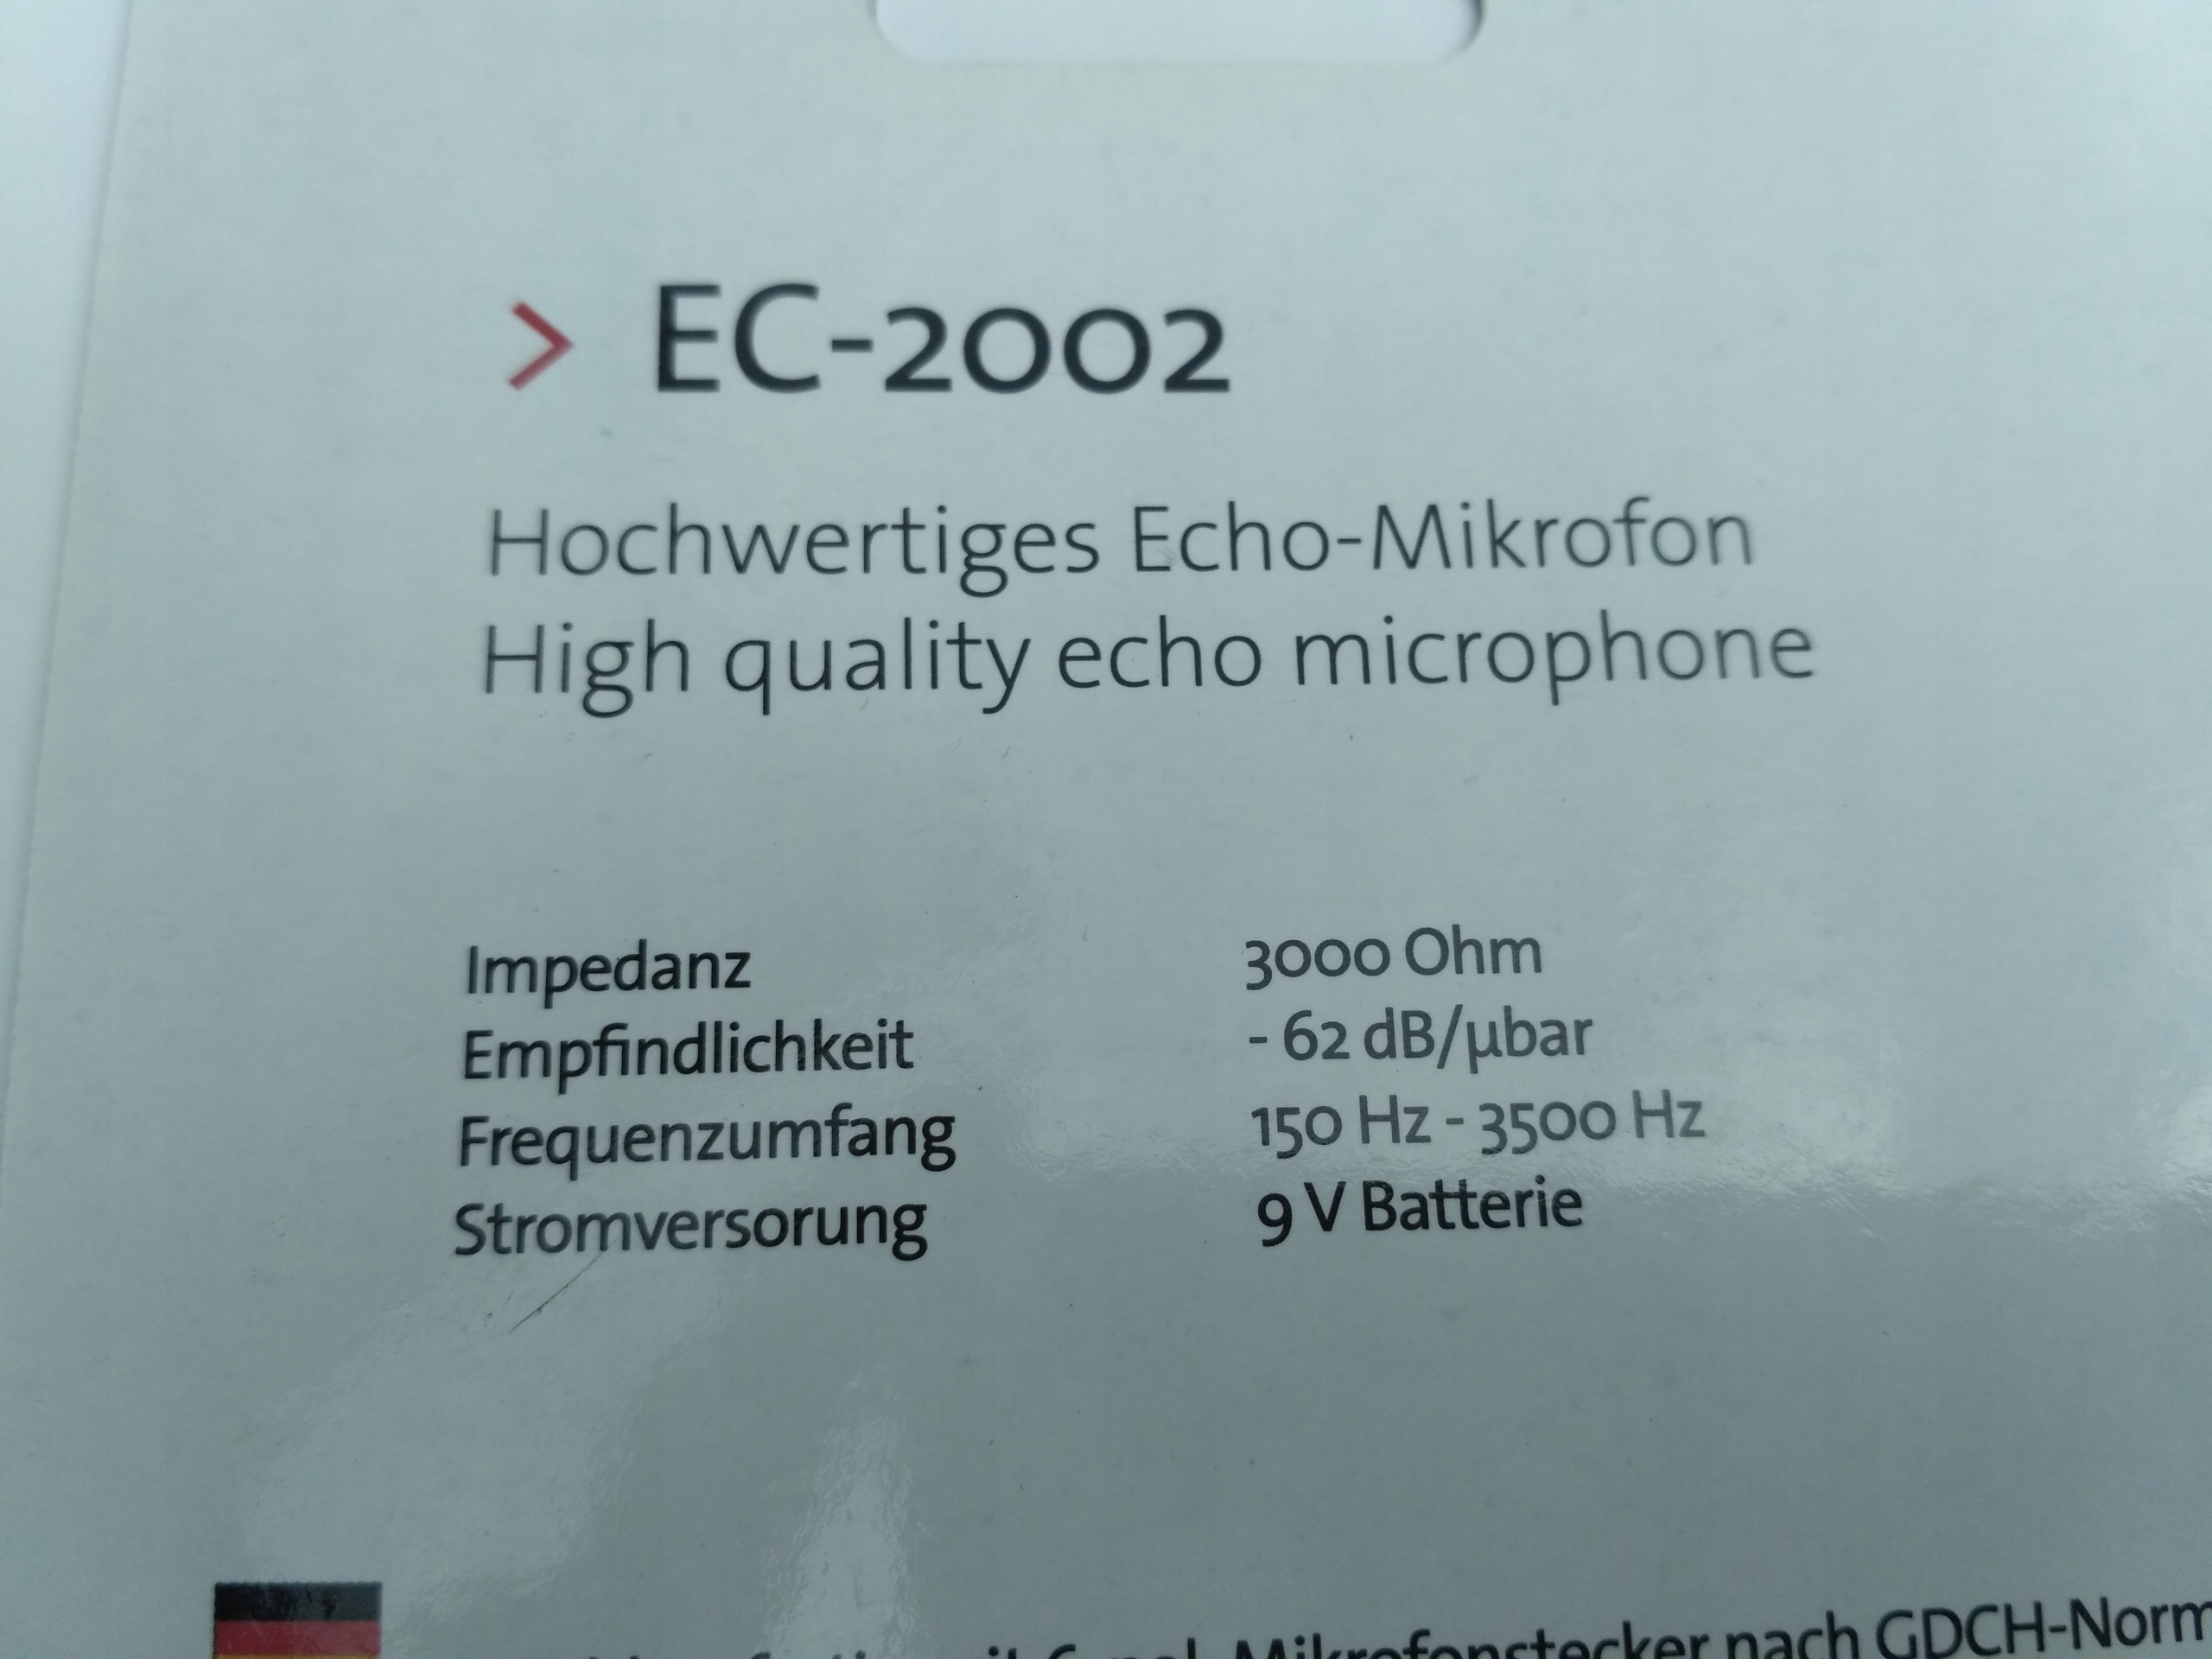 > EC-2002
Hochwertiges Echo-Mikrofon
High quality echo microphone
Impedanz 3000 Ohm
Empfindlichkeit - 62 dB/µbar
Frequenzumfang 150 Hz - 3500 Hz
Stromversorung 9 V Batterie
Mikrofonstecker nach GDCH-Norm